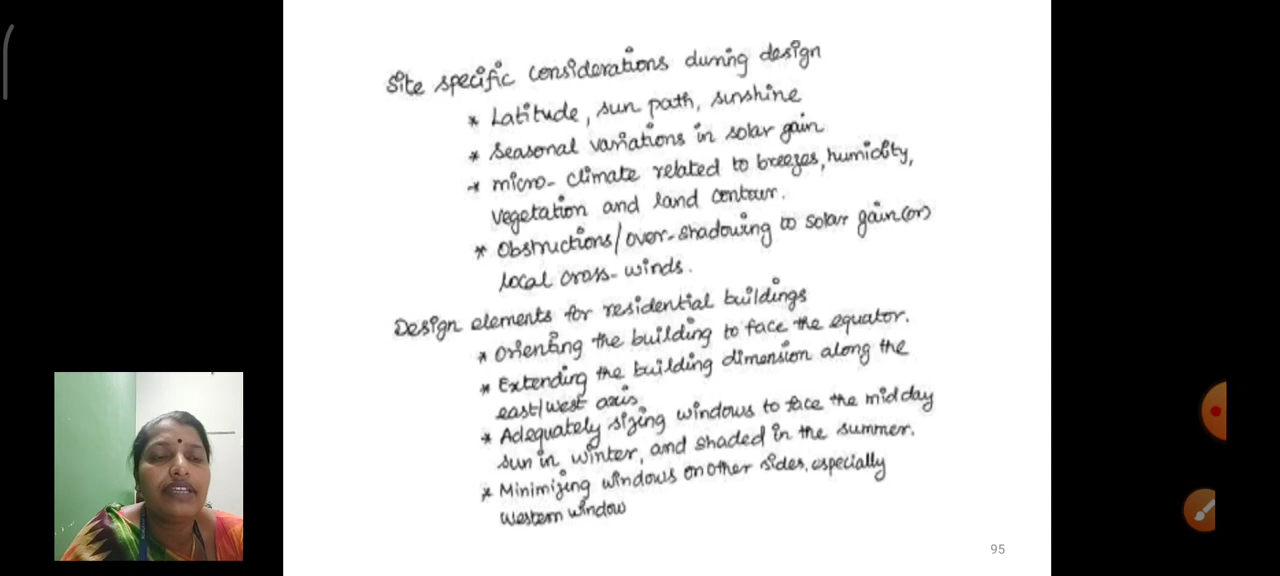 Site specific considerations during design
* Latitude, sun path, sunshine
* Seasonal variations in solar gain
* micro-climate related to breezes, humidity,
vegetation and land contour.
* Obstructions/over-shadowing to solar gain (or)
local cross-winds.
Design elements for residential buildings
* Orienting the building to face the equator.
* Extending the building dimension along the
east/west axis
* Adequately sizing windows to face the midday
sun in winter, and shaded in the summer.
* Minimizing windows on other sides, especially
western window
95